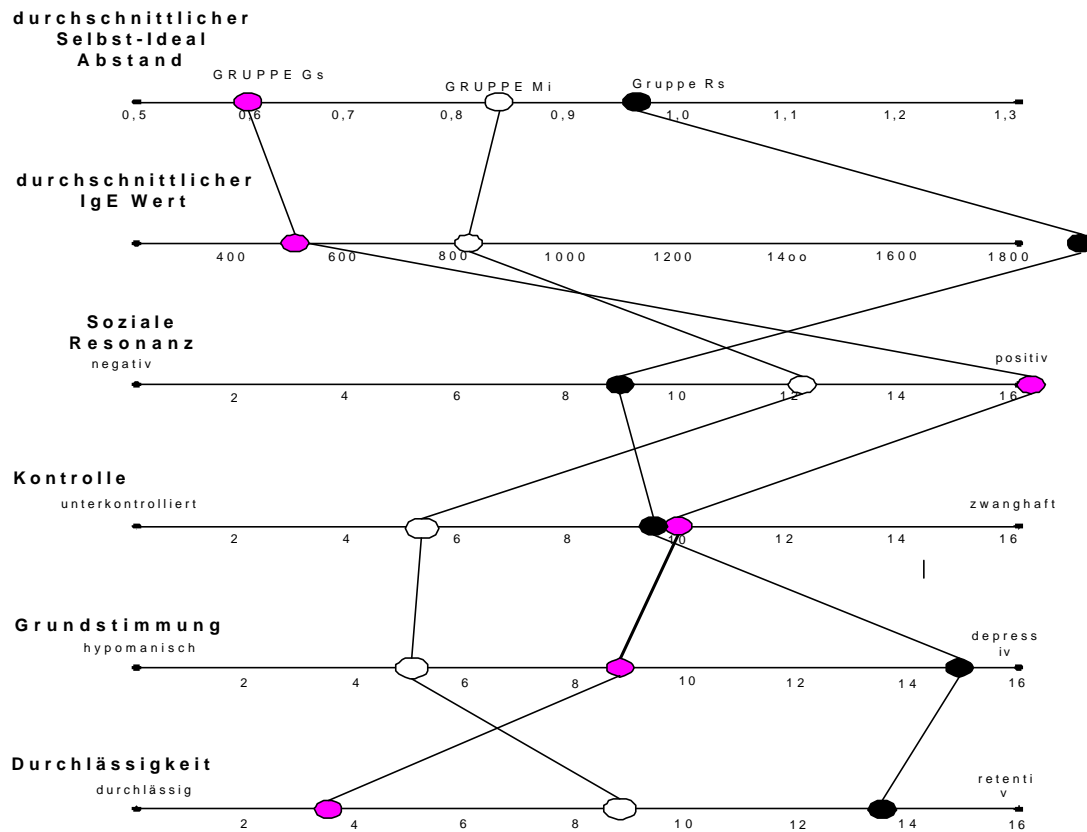 durchschnittlicher
Selbst-Ideal
Abstand
GRUPPE Gs
GRUPPE Mi
Gruppe Rs
0,5 0,6 0,7 0,8 0,9 1,0 1,1 1,2 1,3
durchschnittlicher
IgE Wert
400 600 800 1000 1200 14oo 1600 1800
Soziale
Resonanz
negativ positiv
2 4 6 8 10 12 14 16
Kontrolle
unterkontrolliert zwanghaft
2 4 6 8 10 12 14 16
Grundstimmung
hypomanisch depress
iv
2 4 6 8 10 12 14 16
Durchlässigkeit
durchlässig retenti
v
2 4 6 8 10 12 14 16